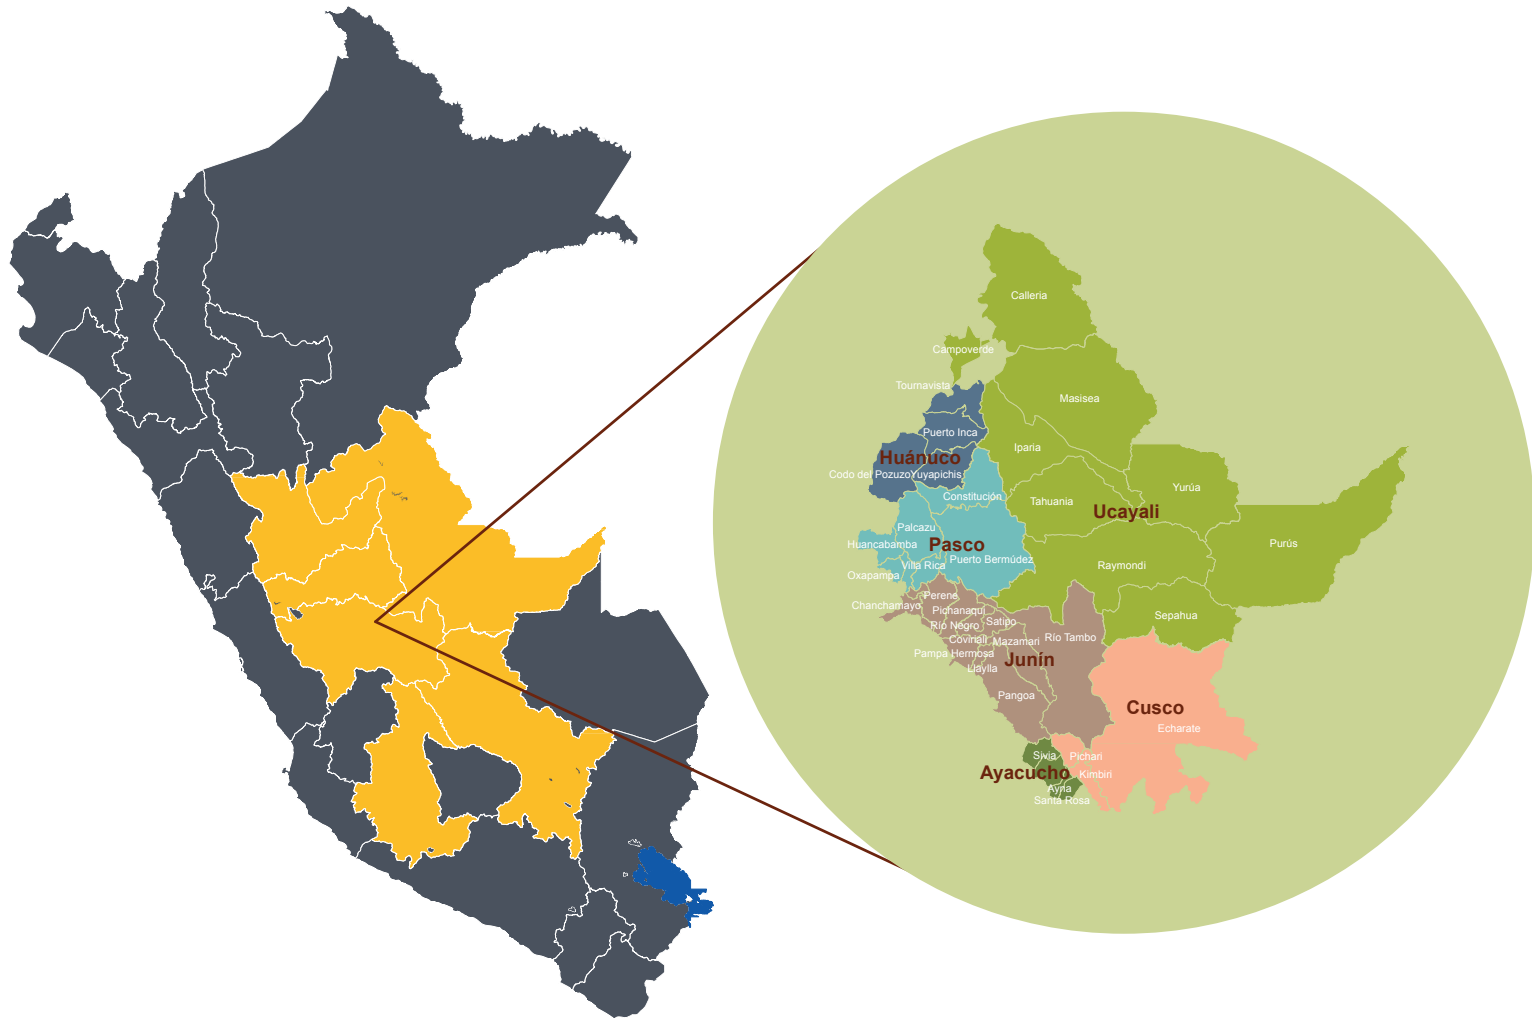 Calleria
Campoverde
Tournavista
Masisea
Puerto Inca
Iparia
Huánuco
Codo del Pozuzo
Yuyapichis
Yurúa
Constitución
Tahuania
Ucayali
Palcazu
Huancabamba
Pasco
Purús
Puerto Bermúdez
Villa Rica
Raymondi
Oxapampa
Perene
Chanchamayo
Pichanaqui
Sepahua
Río Negro
Satipo
Covirialì
Mazamari
Río Tambo
Pampa Hermosa
Junín
Llaylla
Pangoa
Cusco
Echarate
Sivia
Pichari
Ayacucho
Kimbiri
Ayna
Santa Rosa